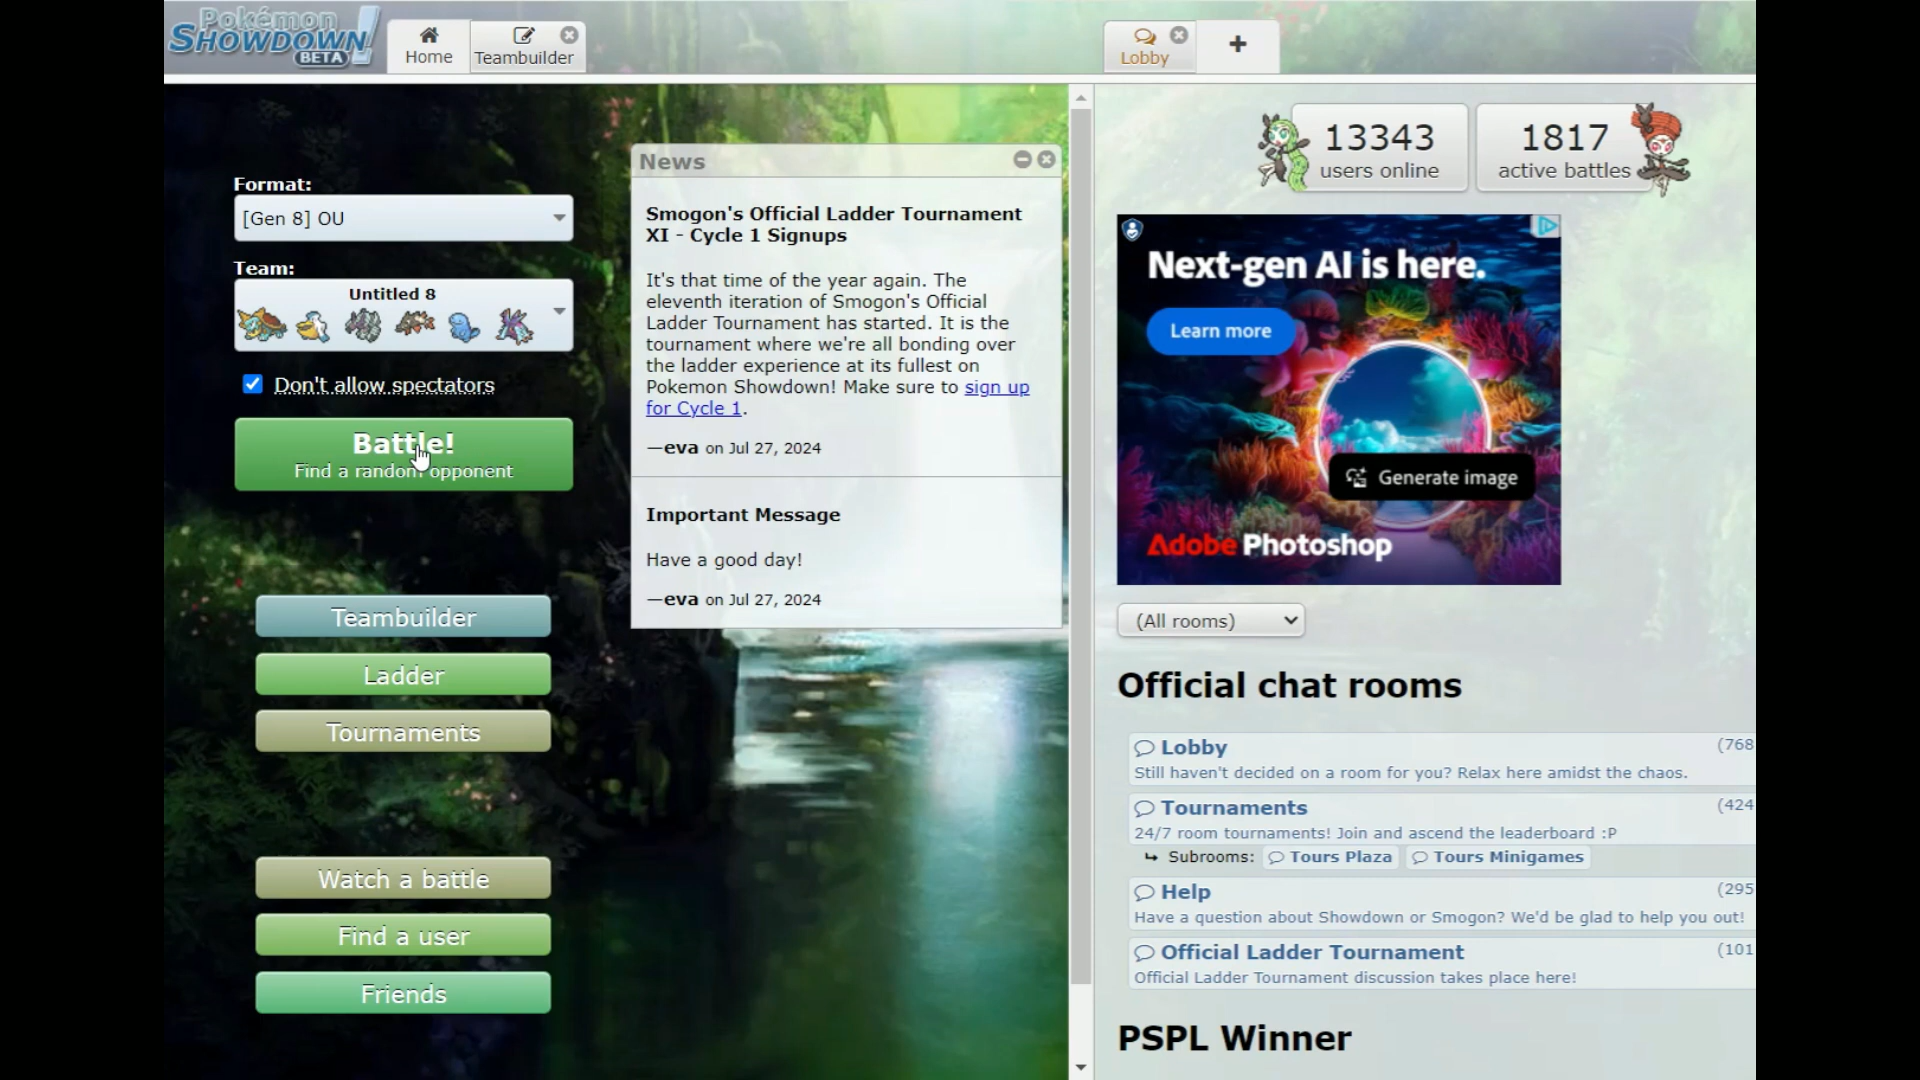 Pokémon
SHOWDOWN!
BETA
Home
Teambuilder
Lobby
+
Format:
[Gen 8] OU
Team:
Untitled 8
Don't allow spectators
Battle!
Find a random opponent
Teambuilder
Ladder
Tournaments
Watch a battle
Find a user
Friends
News
Smogon's Official Ladder Tournament
XI - Cycle 1 Signups
It's that time of the year again. The
eleventh iteration of Smogon's Official
Ladder Tournament has started. It is the
tournament where we're all bonding over
the ladder experience at its fullest on
Pokemon Showdown! Make sure to sign up
for Cycle 1.
—eva on Jul 27, 2024
Important Message
Have a good day!
—eva on Jul 27, 2024
13343
users online
1817
active battles
Next-gen AI is here.
Learn more
Generate image
Adobe Photoshop
(All rooms)
Official chat rooms
Lobby (768
Still haven't decided on a room for you? Relax here amidst the chaos.
Tournaments (424
24/7 room tournaments! Join and ascend the leaderboard :P
↳ Subrooms: Tours Plaza Tours Minigames
Help (295
Have a question about Showdown or Smogon? We'd be glad to help you out!
Official Ladder Tournament (101
Official Ladder Tournament discussion takes place here!
PSPL Winner